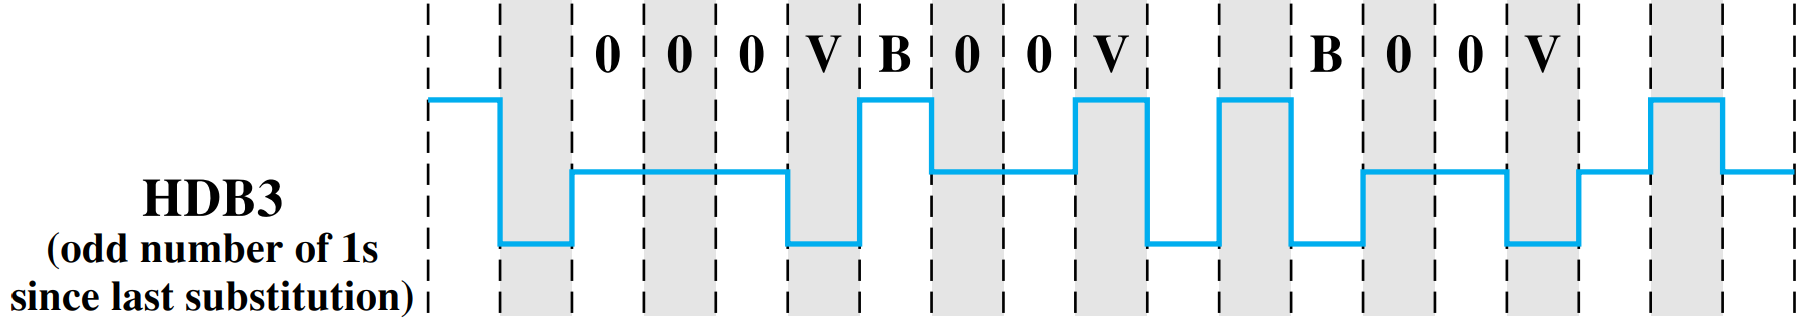 0 0 0 V B 0 0 V B 0 0 V
HDB3
(odd number of 1s
since last substitution)